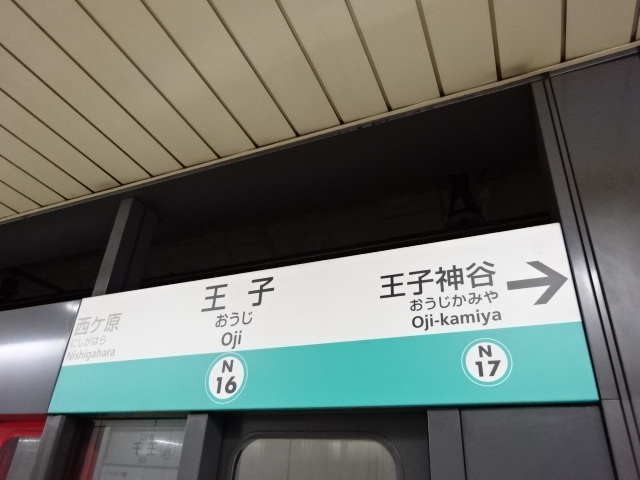 西ケ原
にしがはら
Nishigahara
王子
おうじ
Oji
N
16
王子神谷
おうじかみや
Oji-kamiya
N
17